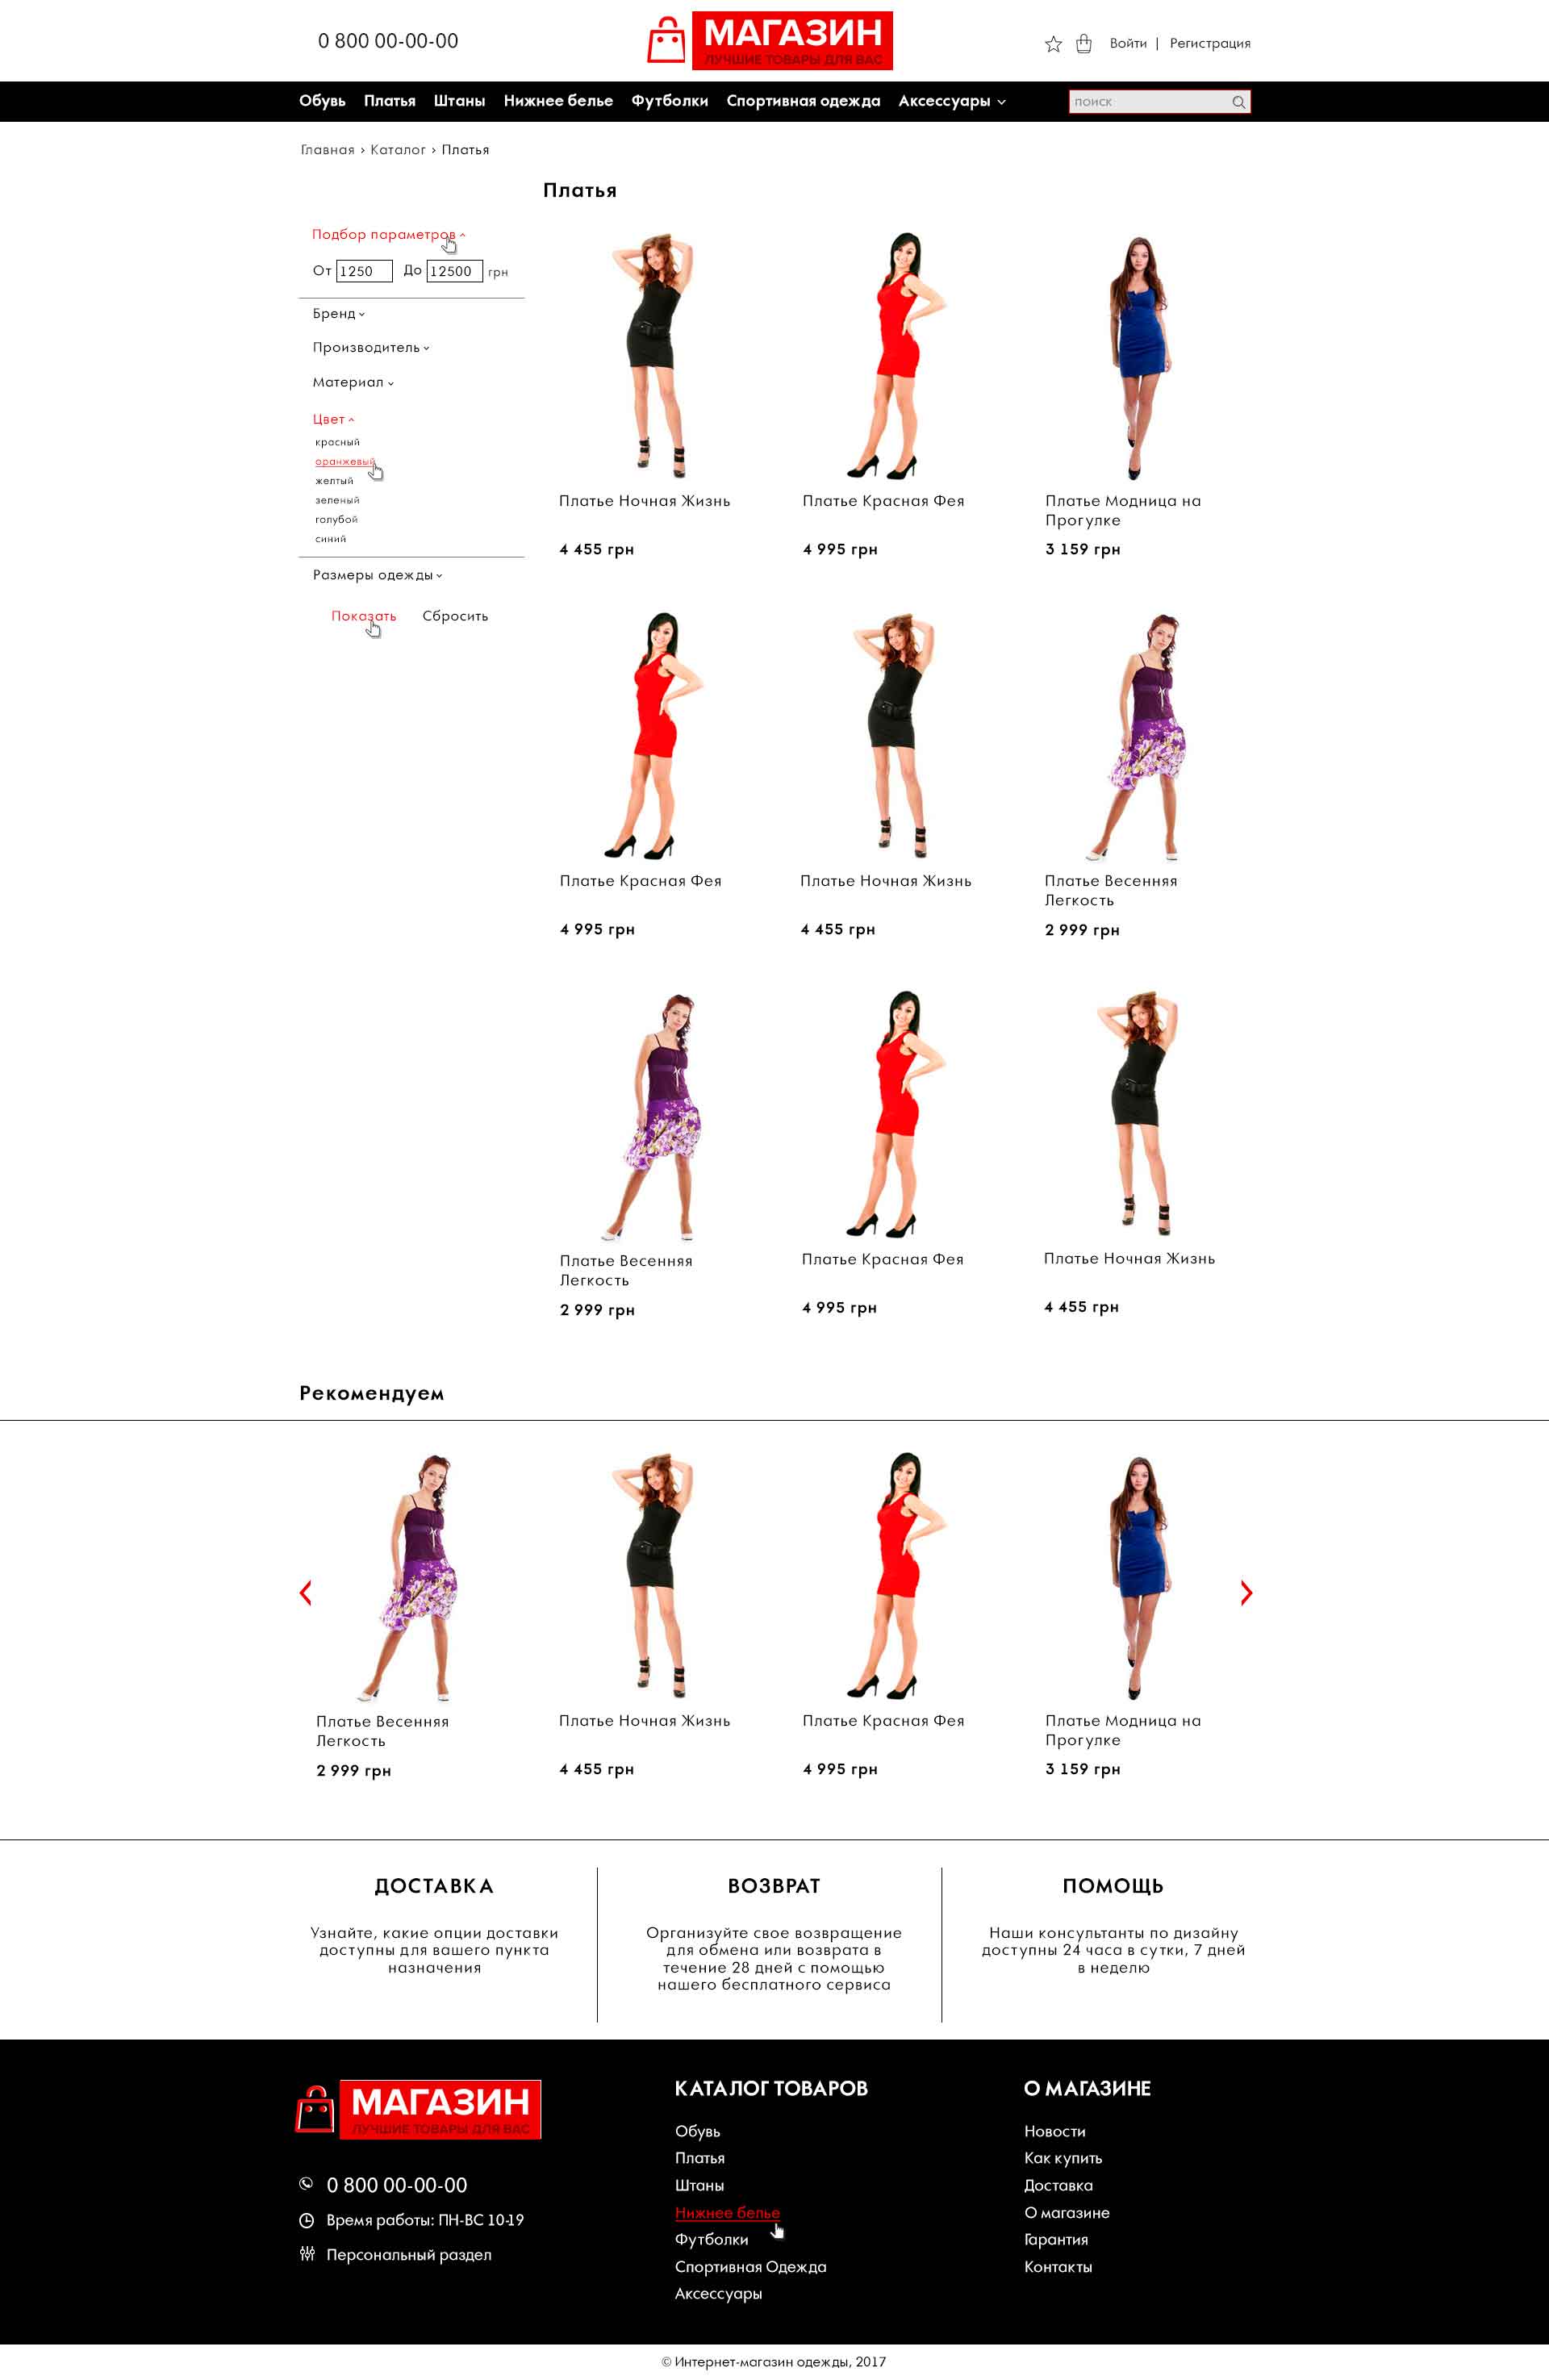 0 800 00-00-00
МАГАЗИН
ЛУЧШИЕ ТОВАРЫ ДЛЯ ВАС
Войти | Регистрация
Обувь Платья Штаны Нижнее белье Футболки Спортивная одежда Аксессуары
поиск
Главная › Каталог › Платья
Платья
Подбор параметров
От 1250 До 12500 грн
Бренд
Производитель
Материал
Цвет
красный
оранжевый
желтый
зеленый
голубой
синий
Размеры одежды
Показать Сбросить
Платье Ночная Жизнь
4 455 грн
Платье Красная Фея
4 995 грн
Платье Модница на
Прогулке
3 159 грн
Платье Красная Фея
4 995 грн
Платье Ночная Жизнь
4 455 грн
Платье Весенняя
Легкость
2 999 грн
Платье Весенняя
Легкость
2 999 грн
Платье Красная Фея
4 995 грн
Платье Ночная Жизнь
4 455 грн
Рекомендуем
Платье Весенняя
Легкость
2 999 грн
Платье Ночная Жизнь
4 455 грн
Платье Красная Фея
4 995 грн
Платье Модница на
Прогулке
3 159 грн
ДОСТАВКА
Узнайте, какие опции доставки
доступны для вашего пункта
назначения
ВОЗВРАТ
Организуйте свое возвращение
для обмена или возврата в
течение 28 дней с помощью
нашего бесплатного сервиса
ПОМОЩЬ
Наши консультанты по дизайну
доступны 24 часа в сутки, 7 дней
в неделю
МАГАЗИН
ЛУЧШИЕ ТОВАРЫ ДЛЯ ВАС
0 800 00-00-00
Время работы: ПН-ВС 10-19
Персональный раздел
КАТАЛОГ ТОВАРОВ
Обувь
Платья
Штаны
Нижнее белье
Футболки
Спортивная Одежда
Аксессуары
О МАГАЗИНЕ
Новости
Как купить
Доставка
О магазине
Гарантия
Контакты
© Интернет-магазин одежды, 2017